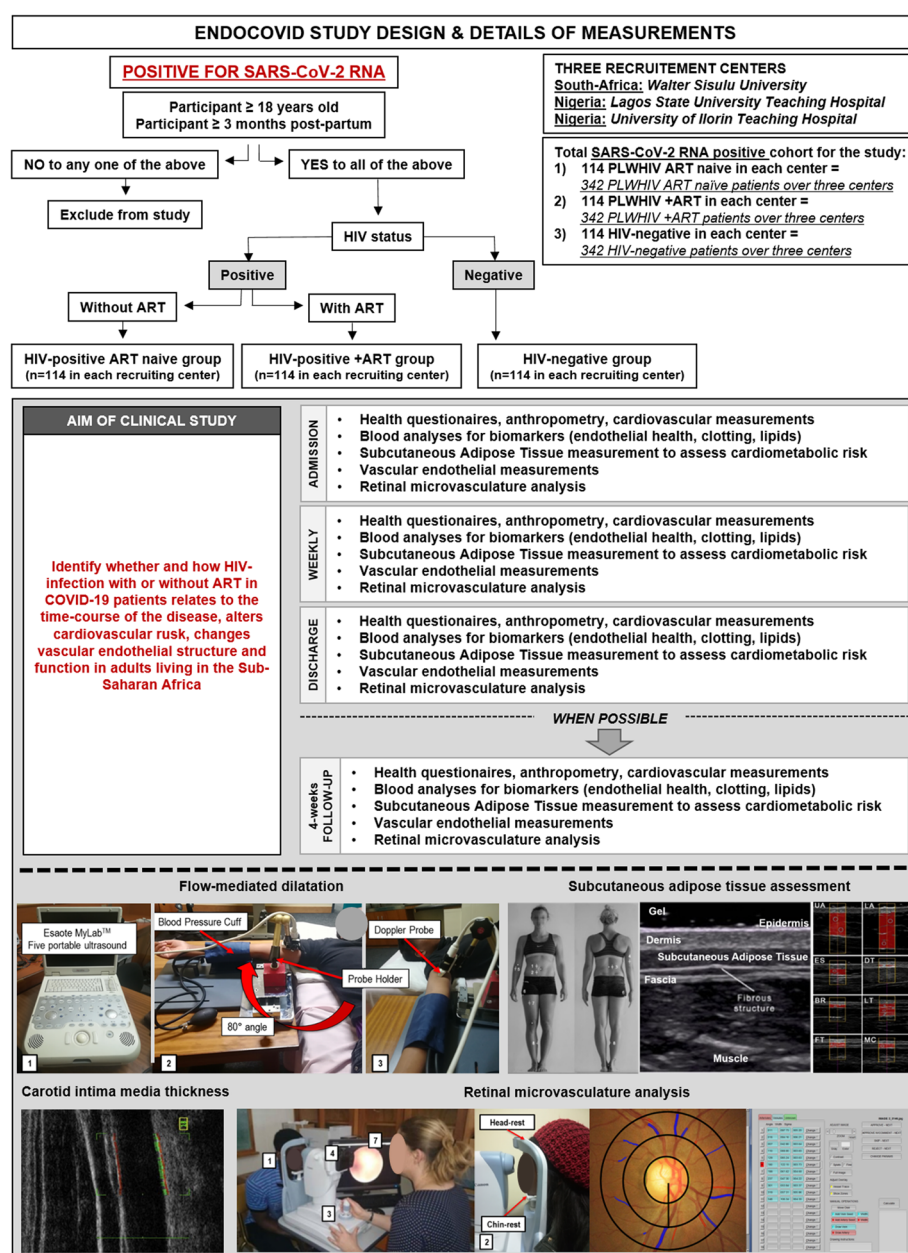 ENDOCOVID STUDY DESIGN & DETAILS OF MEASUREMENTS
POSITIVE FOR SARS-CoV-2 RNA
Participant ≥ 18 years old
Participant ≥ 3 months post-partum
NO to any one of the above
YES to all of the above
Exclude from study
HIV status
Positive
Negative
Without ART
With ART
HIV-positive ART naive group
(n=114 in each recruiting center)
HIV-positive +ART group
(n=114 in each recruiting center)
HIV-negative group
(n=114 in each recruiting center)
THREE RECRUITEMENT CENTERS
South-Africa: Walter Sisulu University
Nigeria: Lagos State University Teaching Hospital
Nigeria: University of Ilorin Teaching Hospital
Total SARS-CoV-2 RNA positive cohort for the study:
1) 114 PLWHIV ART naive in each center =
342 PLWHIV ART naïve patients over three centers
2) 114 PLWHIV +ART in each center =
342 PLWHIV +ART patients over three centers
3) 114 HIV-negative in each center =
342 HIV-negative patients over three centers
AIM OF CLINICAL STUDY
Identify whether and how HIV-
infection with or without ART in
COVID-19 patients relates to
the time-course of the disease, alters
cardiovascular rusk, changes
vascular endothelial structure and
function in adults living in the Sub-
Saharan Africa
ADMISSION
• Health questionaires, anthropometry, cardiovascular measurements
• Blood analyses for biomarkers (endothelial health, clotting, lipids)
• Subcutaneous Adipose Tissue measurement to assess cardiometabolic risk
• Vascular endothelial measurements
• Retinal microvasculature analysis
WEEKLY
• Health questionaires, anthropometry, cardiovascular measurements
• Blood analyses for biomarkers (endothelial health, clotting, lipids)
• Subcutaneous Adipose Tissue measurement to assess cardiometabolic risk
• Vascular endothelial measurements
• Retinal microvasculature analysis
DISCHARGE
• Health questionaires, anthropometry, cardiovascular measurements
• Blood analyses for biomarkers (endothelial health, clotting, lipids)
• Subcutaneous Adipose Tissue measurement to assess cardiometabolic risk
• Vascular endothelial measurements
• Retinal microvasculature analysis
WHEN POSSIBLE
4-weeks
FOLLOW-UP
• Health questionaires, anthropometry, cardiovascular measurements
• Blood analyses for biomarkers (endothelial health, clotting, lipids)
• Subcutaneous Adipose Tissue measurement to assess cardiometabolic risk
• Vascular endothelial measurements
• Retinal microvasculature analysis
Flow-mediated dilatation
Esaote MyLab™
Five portable ultrasound
1
Blood Pressure Cuff
Probe Holder
80° angle
2
Doppler Probe
3
Subcutaneous adipose tissue assessment
Gel
Epidermis
Dermis
Subcutaneous Adipose Tissue
Fascia
Fibrous
structure
Muscle
UA
LA
ES
DT
BR
LT
FT
MC
Carotid intima media thickness
Retinal microvasculature analysis
1
4
7
3
Head-rest
Chin-rest
2